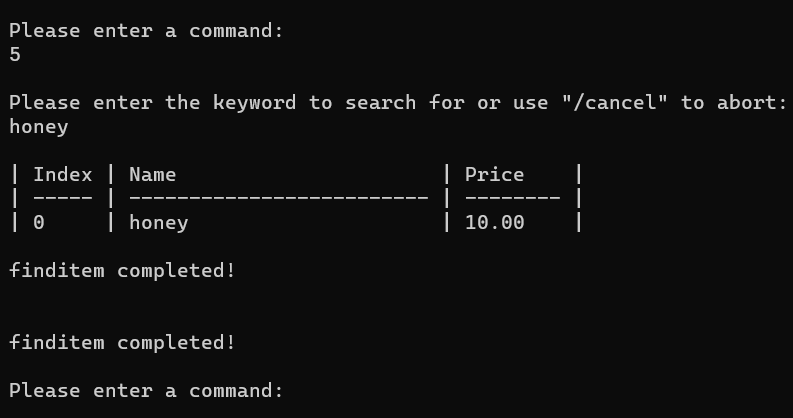 Please enter a command:
5
Please enter the keyword to search for or use "/cancel" to abort:
honey
| Index | Name                      | Price    |
| ----- | ------------------------- | -------- |
| 0     | honey                     | 10.00    |
finditem completed!
finditem completed!
Please enter a command: